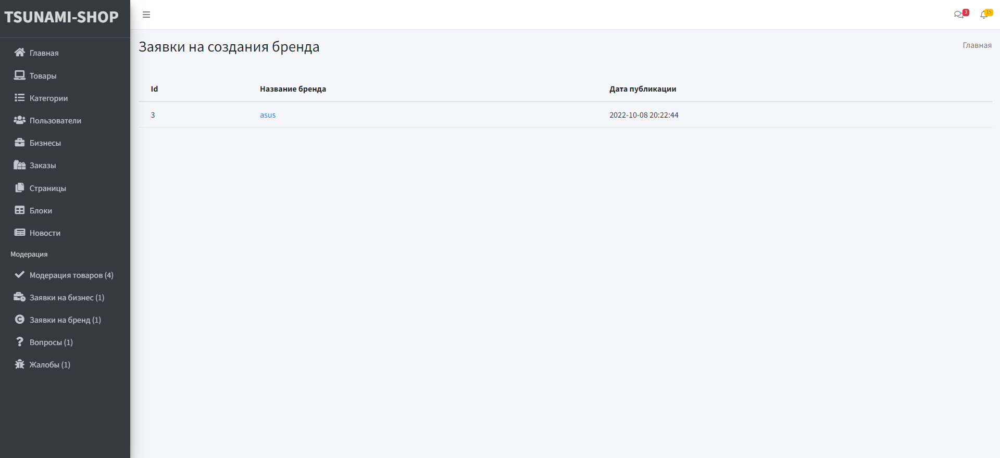 TSUNAMI-SHOP
3
15
Главная
Товары
Категории
Пользователи
Бизнесы
Заказы
Страницы
Блоки
Новости
Модерация
Модерация товаров (4)
Заявки на бизнес (1)
Заявки на бренд (1)
Вопросы (1)
Жалобы (1)
Заявки на создания бренда
Главная
Id Название бренда Дата публикации
3 asus 2022-10-08 20:22:44